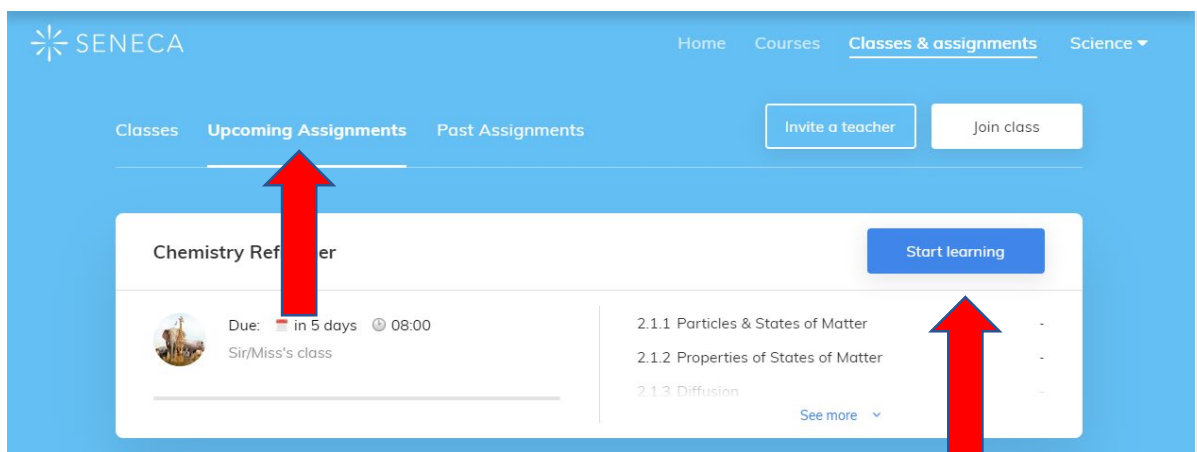 SENECA
Home Courses Classes & assignments Science
Classes Upcoming Assignments Past Assignments
Invite a teacher Join class
Chemistry
Start learning
Due: in 5 days 08:00
Sir/Miss's class
2.1.1 Particles & States of Matter -
2.1.2 Properties of States of Matter -
2.1.3 Diffusion -
See more